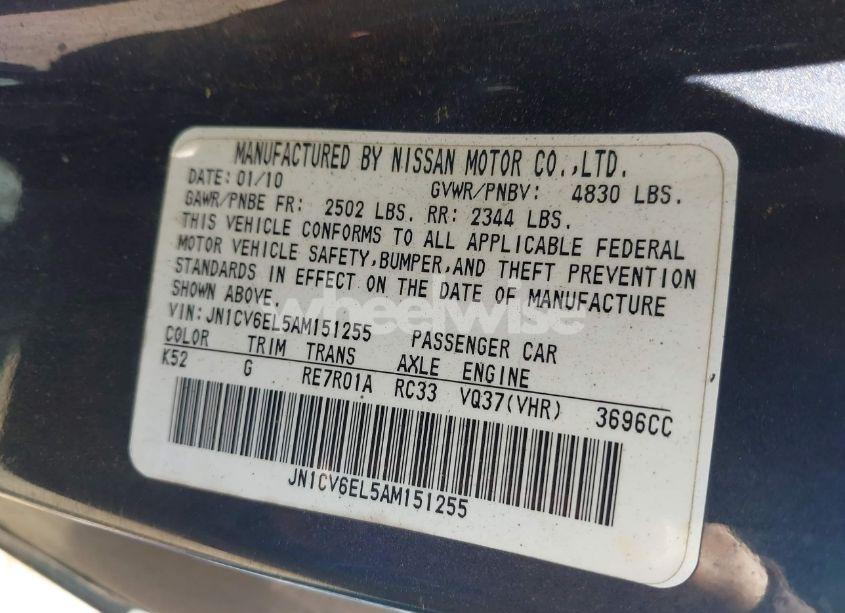 MANUFACTURED BY NISSAN MOTOR CO.,LTD.
DATE: 01/10 GVWR/PNBV: 4830 LBS.
GAWR/PNBE FR: 2502 LBS. RR: 2344 LBS.
THIS VEHICLE CONFORMS TO ALL APPLICABLE FEDERAL
MOTOR VEHICLE SAFETY,BUMPER,AND THEFT PREVENTION
STANDARDS IN EFFECT ON THE DATE OF MANUFACTURE
SHOWN ABOVE.
VIN:JN1CV6EL5AM151255 PASSENGER CAR
COLOR TRIM TRANS AXLE ENGINE
K52 G RE7R01A RC33 VQ37(VHR) 3696CC
JN1CV6EL5AM151255
wheelwise